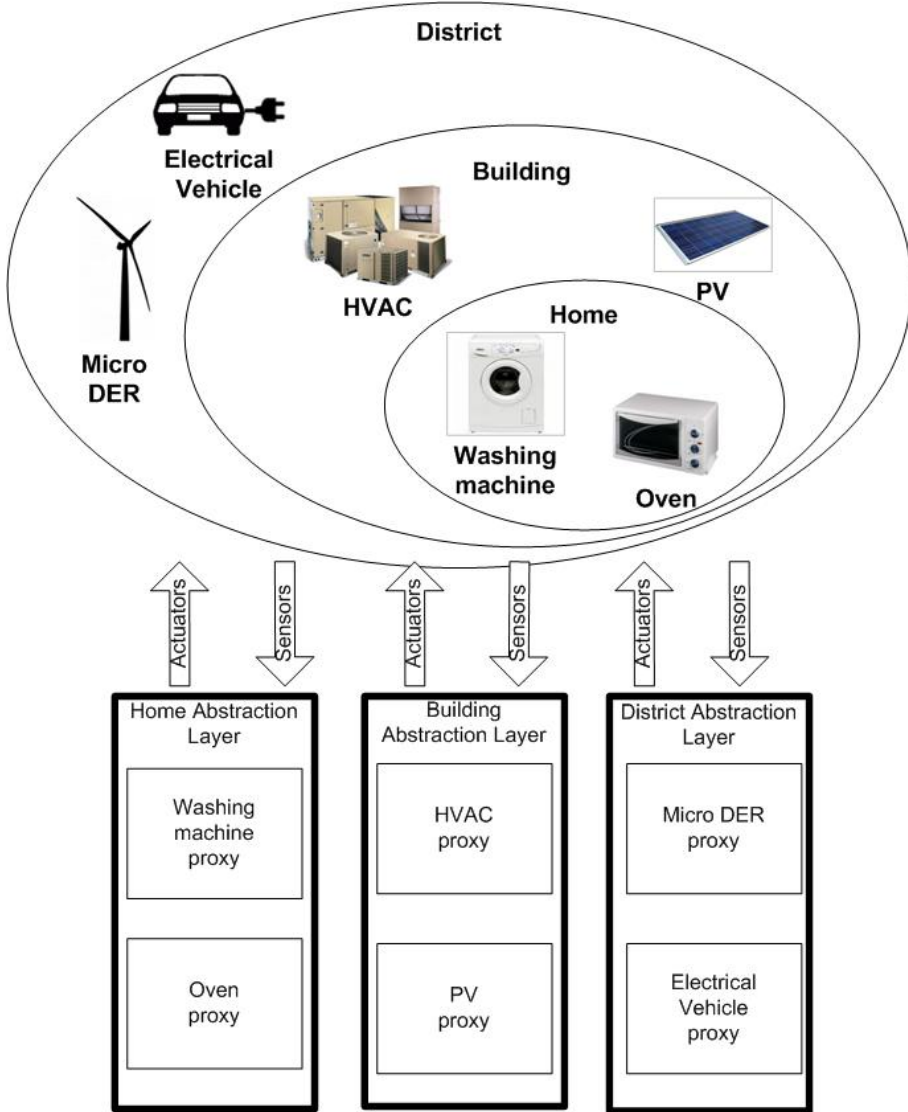 District
Electrical
Vehicle
Building
HVAC
PV
Micro
DER
Home
Washing
machine
Oven
Actuators
Sensors
Actuators
Sensors
Actuators
Sensors
Home Abstraction
Layer
Washing
machine
proxy
Oven
proxy
Building
Abstraction Layer
HVAC
proxy
PV
proxy
District Abstraction
Layer
Micro DER
proxy
Electrical
Vehicle
proxy